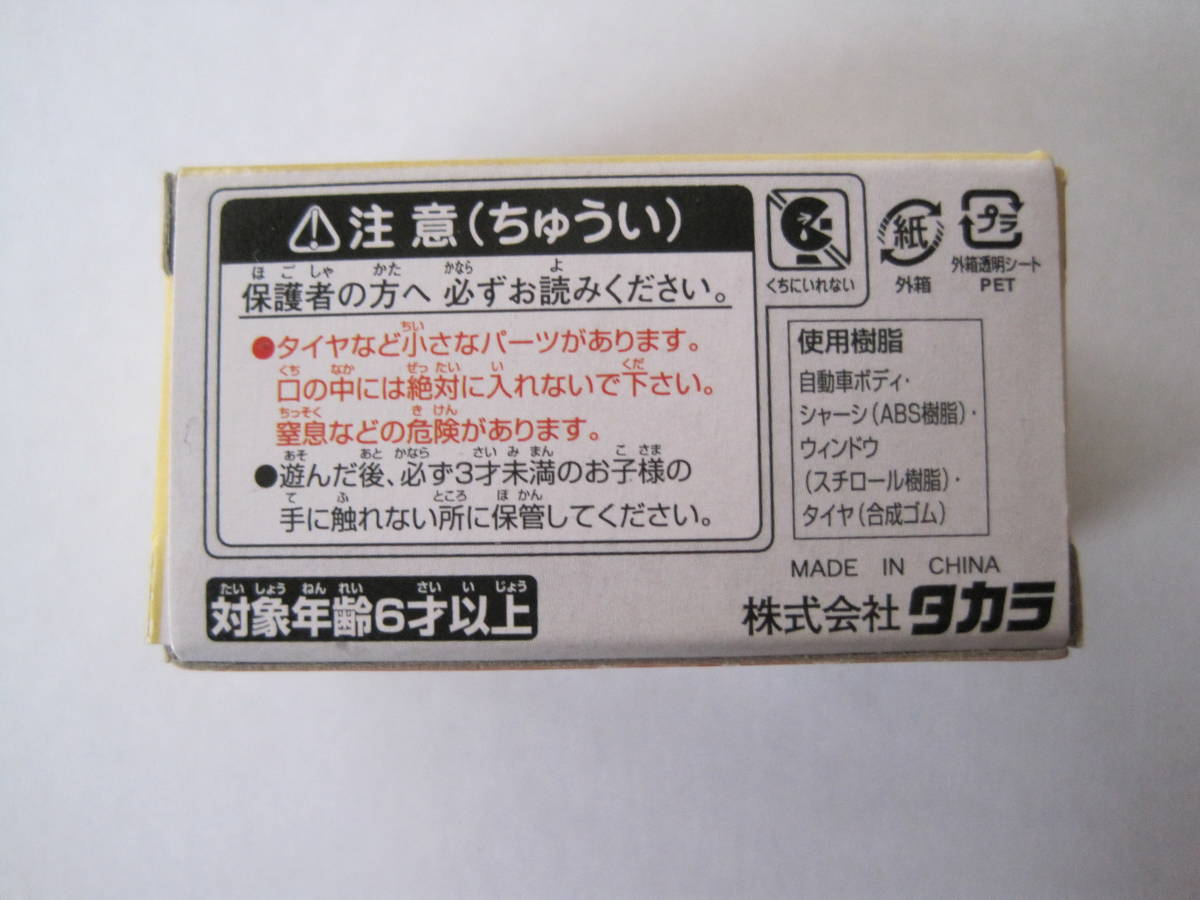 注意(ちゅうい)
保護者の方へ 必ずお読みください。
●タイヤなど小さなパーツがあります。
口の中には絶対に入れないで下さい。
窒息などの危険があります。
●遊んだ後、必ず3才未満のお子様の
手に触れない所に保管してください。
対象年齢6才以上
くちにいれない
紙
外箱
プラ
外箱透明シート
PET
使用樹脂
自動車ボディ・
シャーシ(ABS樹脂)・
ウィンドウ
(スチロール樹脂)・
タイヤ(合成ゴム)
MADE IN CHINA
株式会社 タカラ